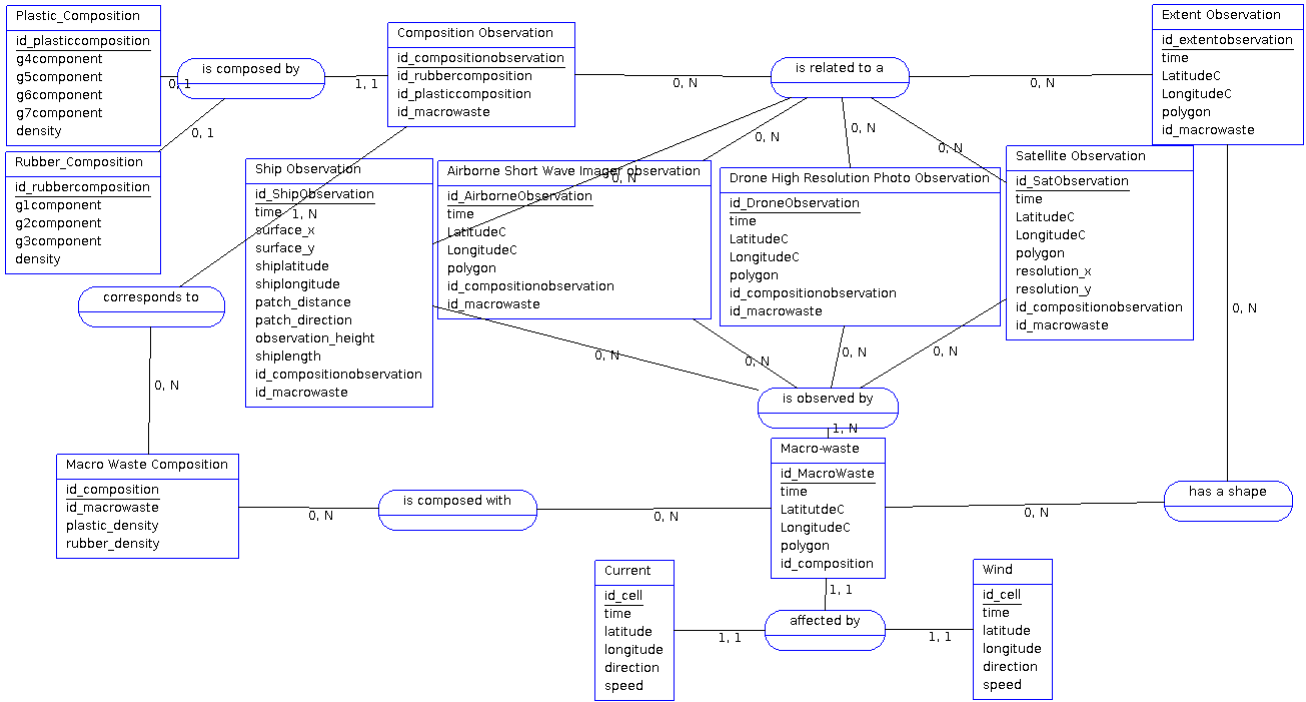 Plastic_Composition
id_plasticcomposition
g4component
g5component
g6component
g7component
density
is composed by
0, 1
1, 1
0, 1
Composition Observation
id_compositionobservation
id_rubbercomposition
id_plasticcomposition
id_macrowaste
0, N
is related to a
0, N
Extent Observation
id_extentobservation
time
LatitudeC
LongitudeC
polygon
id_macrowaste
0, N
0, N
0, N
0, N
Rubber_Composition
id_rubbercomposition
g1component
g2component
g3component
density
Ship Observation
id_ShipObservation
time
surface_x
surface_y
shiplatitude
shiplongitude
patch_distance
patch_direction
observation_height
shiplength
id_compositionobservation
id_macrowaste
1, N
Airborne Short Wave Imager observation
id_AirborneObservation
time
LatitudeC
LongitudeC
polygon
id_compositionobservation
id_macrowaste
Drone High Resolution Photo Observation
id_DroneObservation
time
LatitudeC
LongitudeC
polygon
id_compositionobservation
id_macrowaste
Satellite Observation
id_SatObservation
time
LatitudeC
LongitudeC
polygon
resolution_x
resolution_y
id_compositionobservation
id_macrowaste
corresponds to
0, N
0, N
0, N
0, N
0, N
0, N
is observed by
1, N
Macro Waste Composition
id_composition
id_macrowaste
plastic_density
rubber_density
0, N
is composed with
0, N
Macro-waste
id_MacroWaste
time
LatitutdeC
LongitudeC
polygon
id_composition
0, N
has a shape
1, 1
Current
id_cell
time
latitude
longitude
direction
speed
1, 1
affected by
1, 1
Wind
id_cell
time
latitude
longitude
direction
speed